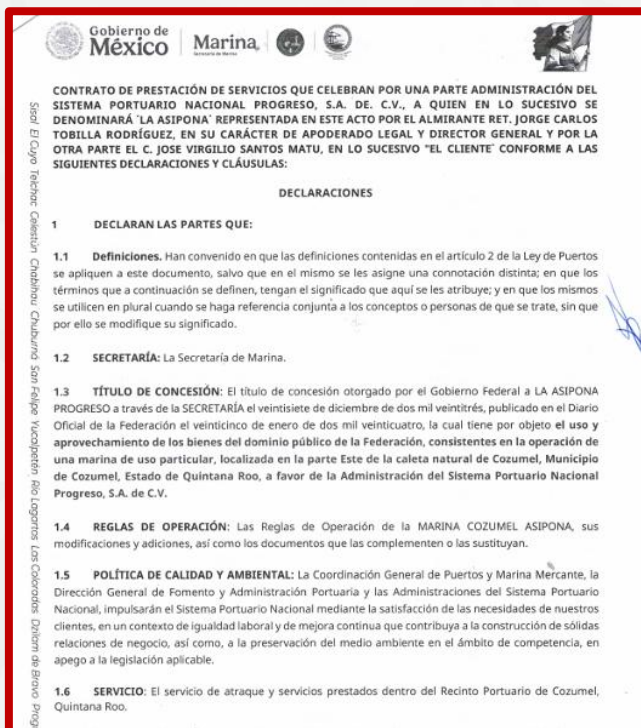 Gobierno de
México
Marina
Secretaría de Marina
CONTRATO DE PRESTACIÓN DE SERVICIOS QUE CELEBRAN POR UNA PARTE ADMINISTRACIÓN DEL
SISTEMA PORTUARIO NACIONAL PROGRESO, S.A. DE. C.V., A QUIEN EN LO SUCESIVO SE
DENOMINARÁ ¨LA ASIPONA¨ REPRESENTADA EN ESTE ACTO POR EL ALMIRANTE RET. JORGE CARLOS
TOBILLA RODRÍGUEZ, EN SU CARÁCTER DE APODERADO LEGAL Y DIRECTOR GENERAL Y POR LA
OTRA PARTE EL C. JOSE VIRGILIO SANTOS MATU, EN LO SUCESIVO "EL CLIENTE¨ CONFORME A LAS
SIGUIENTES DECLARACIONES Y CLÁUSULAS:
DECLARACIONES
1 DECLARAN LAS PARTES QUE:
1.1 Definiciones. Han convenido en que las definiciones contenidas en el artículo 2 de la Ley de Puertos
se apliquen a este documento, salvo que en el mismo se les asigne una connotación distinta; en que los
términos que a continuación se definen, tengan el significado que aquí se les atribuye; y en que los mismos
se utilicen en plural cuando se haga referencia conjunta a los conceptos o personas de que se trate, sin que
por ello se modifique su significado.
1.2 SECRETARÍA: La Secretaría de Marina.
1.3 TÍTULO DE CONCESIÓN: El título de concesión otorgado por el Gobierno Federal a LA ASIPONA
PROGRESO a través de la SECRETARÍA el veintisiete de diciembre de dos mil veintitrés, publicado en el Diario
Oficial de la Federación el veinticinco de enero de dos mil veinticuatro, la cual tiene por objeto el uso y
aprovechamiento de los bienes del dominio público de la Federación, consistentes en la operación de
una marina de uso particular, localizada en la parte Este de la caleta natural de Cozumel, Municipio
de Cozumel, Estado de Quintana Roo, a favor de la Administración del Sistema Portuario Nacional
Progreso, S.A. de C.V.
1.4 REGLAS DE OPERACIÓN: Las Reglas de Operación de la MARINA COZUMEL ASIPONA, sus
modificaciones y adiciones, así como los documentos que las complementen o las sustituyan.
1.5 POLÍTICA DE CALIDAD Y AMBIENTAL: La Coordinación General de Puertos y Marina Mercante, la
Dirección General de Fomento y Administración Portuaria y las Administraciones del Sistema Portuario
Nacional, impulsarán el Sistema Portuario Nacional mediante la satisfacción de las necesidades de nuestros
clientes, en un contexto de igualdad laboral y de mejora continua que contribuya a la construcción de sólidas
relaciones de negocio, así como, a la preservación del medio ambiente en el ámbito de competencia, en
apego a la legislación aplicable.
1.6 SERVICIO: El servicio de atraque y servicios prestados dentro del Recinto Portuario de Cozumel,
Quintana Roo.
Sisal El Cuyo Telchac Celestún Chabihau Chuburná San Felipe Yucalpetén Río Lagartos Las Coloradas Dzilam de Bravo Prog